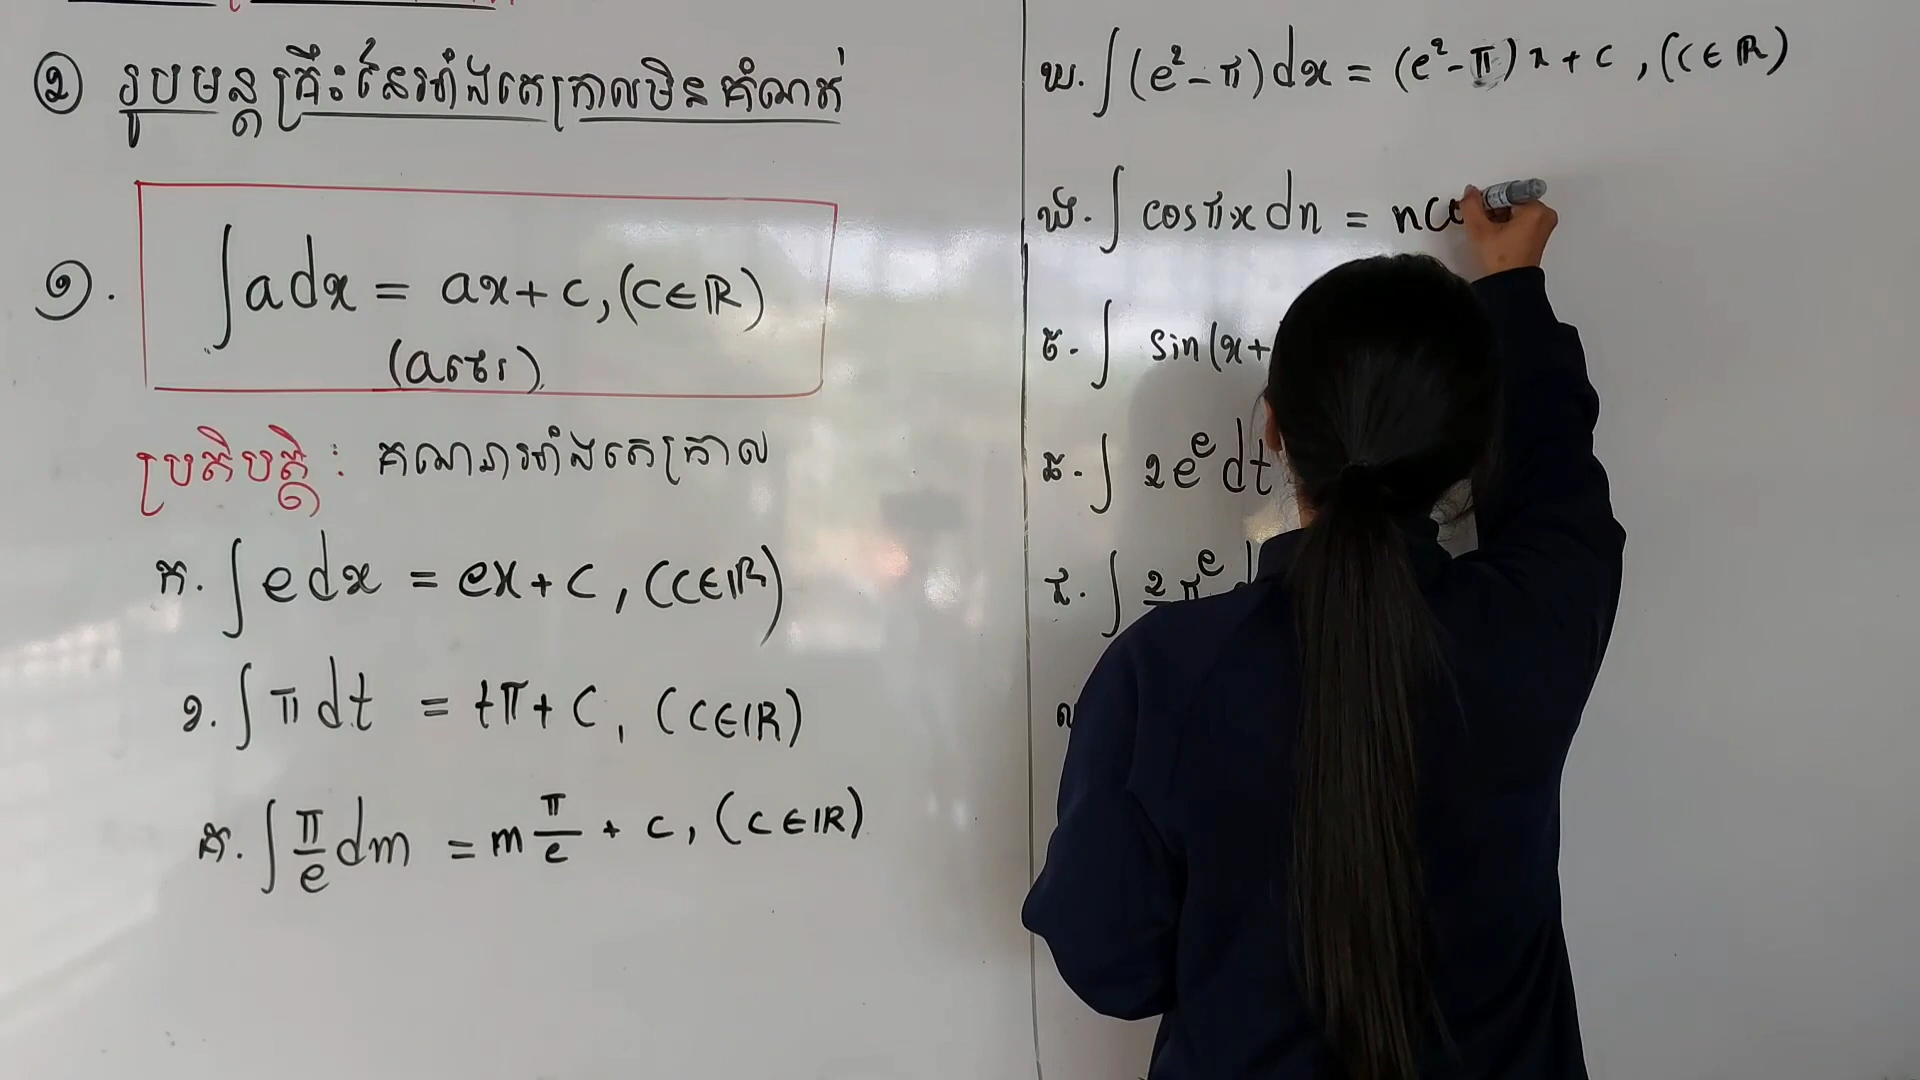 ② រូបមន្តគ្រឹះនៃអាំងតេក្រាលមិនកំណត់
១. ∫adx = ax + c, (c∈ℝ)
(a ថេរ)
ប្រតិបត្តិ : គណនាអាំងតេក្រាល
ក. ∫edx = ex + c, (c∈ℝ)
ខ. ∫π dt = tπ + c, (c∈ℝ)
គ. ∫π/e dm = m π/e + c, (c∈ℝ)
ឃ. ∫(e² - π)dx = (e² - π)x + c, (c∈ℝ)
ង. ∫cosπx dn = nco
ច. ∫ sin(x+
ឆ. ∫ 2e^e dt
ជ. ∫ 2π^e d